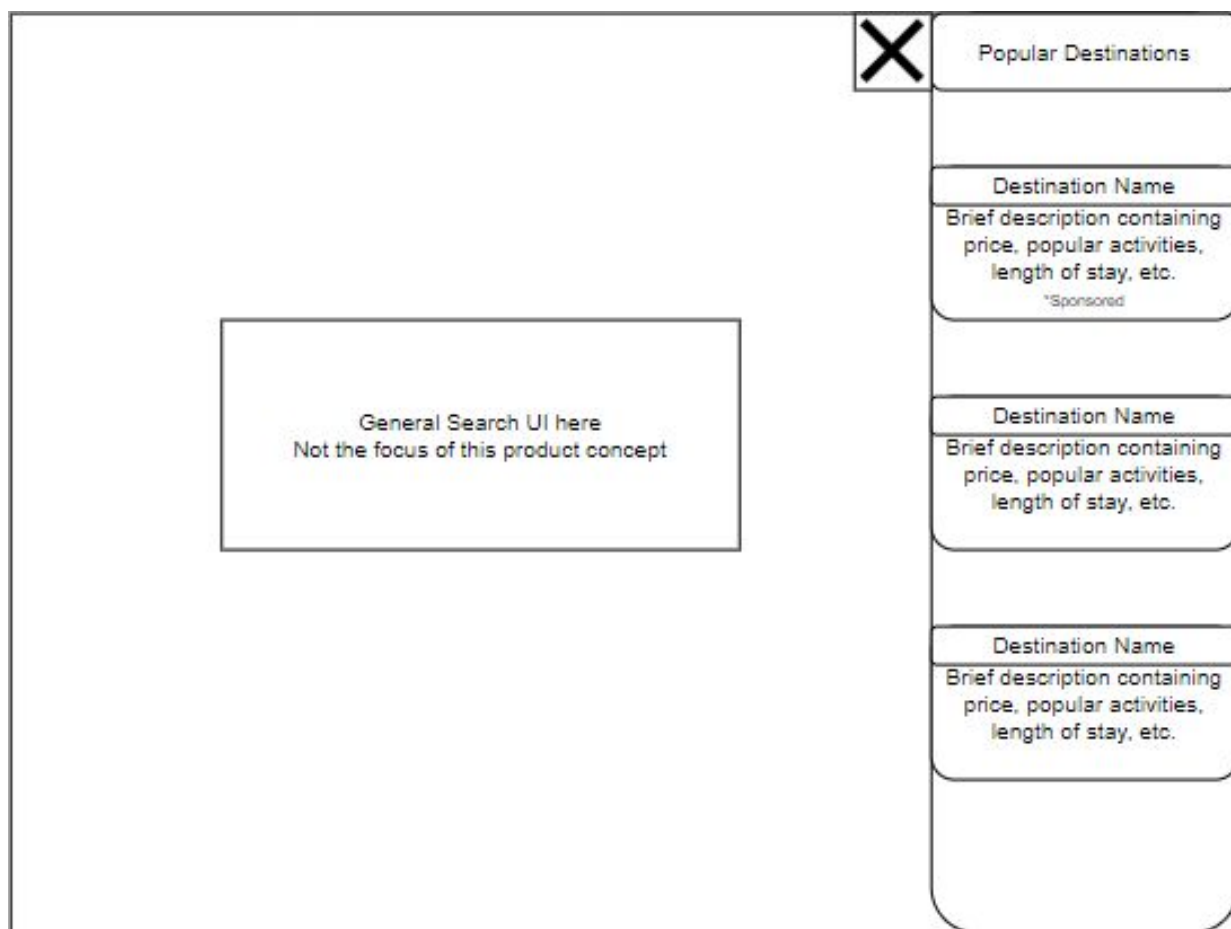 Popular Destinations
Destination Name
Brief description containing
price, popular activities,
length of stay, etc.
*Sponsored
General Search UI here
Not the focus of this product concept
Destination Name
Brief description containing
price, popular activities,
length of stay, etc.
Destination Name
Brief description containing
price, popular activities,
length of stay, etc.